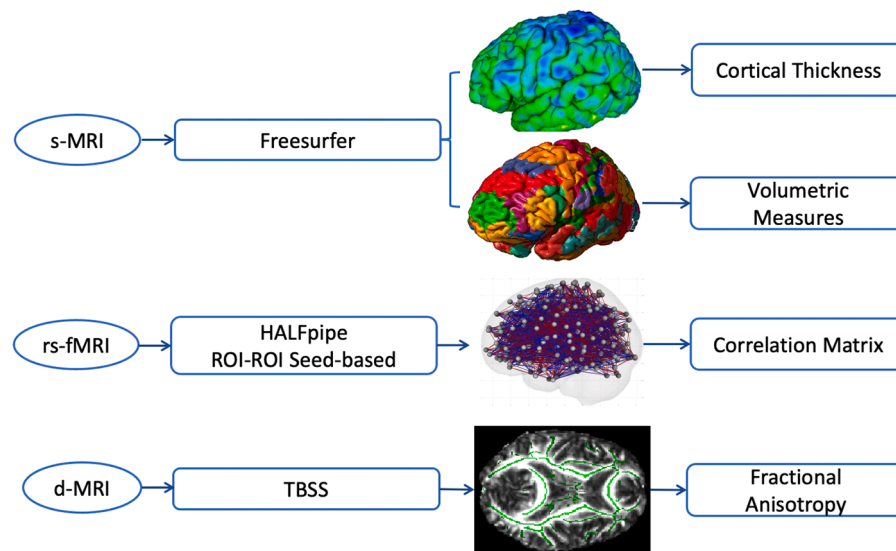 s-MRI
Freesurfer
Cortical Thickness
Volumetric
Measures
rs-fMRI
HALFpipe
ROI-ROI Seed-based
Correlation Matrix
d-MRI
TBSS
Fractional
Anisotropy